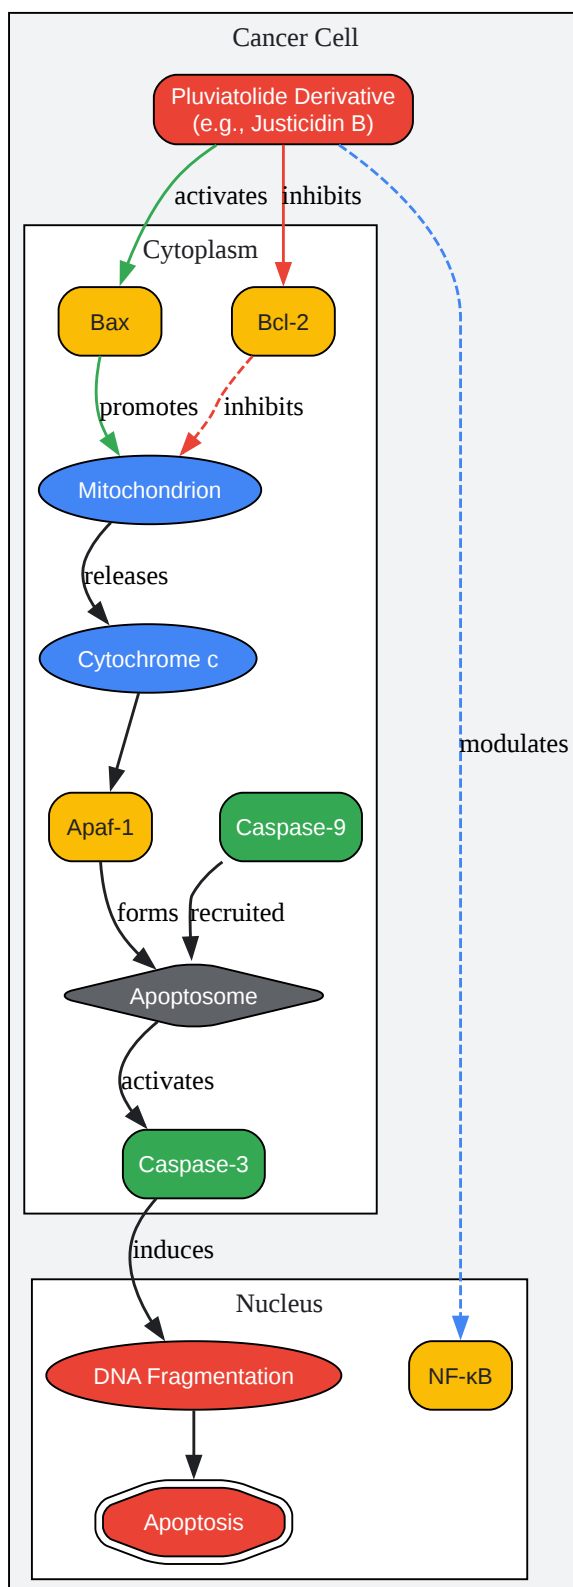 Cancer Cell
Pluviatolide Derivative
(e.g., Justicidin B)
activates
inhibits
Cytoplasm
Bax
Bcl-2
promotes
inhibits
Mitochondrion
releases
Cytochrome c
modulates
Apaf-1
Caspase-9
forms
recruited
Apoptosome
activates
Caspase-3
induces
Nucleus
DNA Fragmentation
NF-κB
Apoptosis